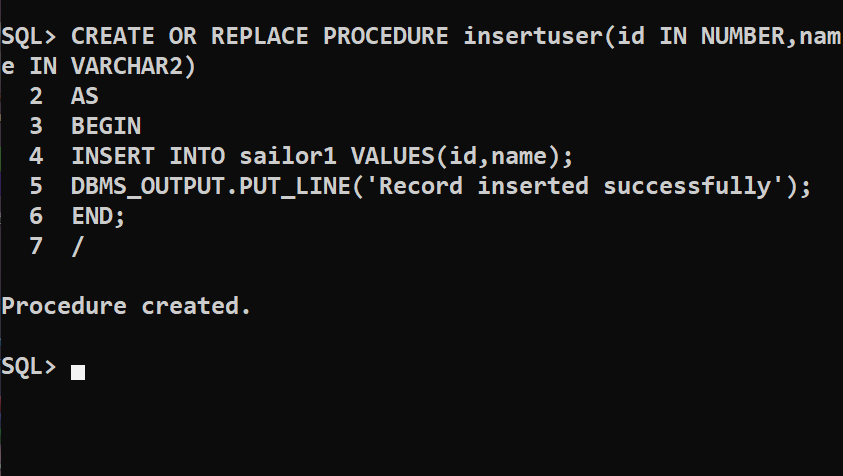 SQL> CREATE OR REPLACE PROCEDURE insertuser(id IN NUMBER,nam
e IN VARCHAR2)
  2  AS
  3  BEGIN
  4  INSERT INTO sailor1 VALUES(id,name);
  5  DBMS_OUTPUT.PUT_LINE('Record inserted successfully');
  6  END;
  7  /
Procedure created.
SQL>